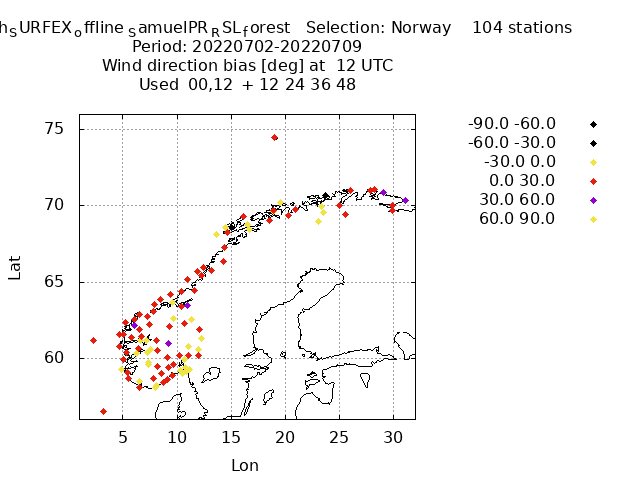 hSURFEXoffline SamuelPRRSLforest Selection: Norway 104 stations
Period: 20220702-20220709
Wind direction bias [deg] at 12 UTC
Used 00,12 + 12 24 36 48
75
70
65
60
5 10 15 20 25 30
Lat
Lon
-90.0 -60.0
-60.0 -30.0
-30.0 0.0
0.0 30.0
30.0 60.0
60.0 90.0